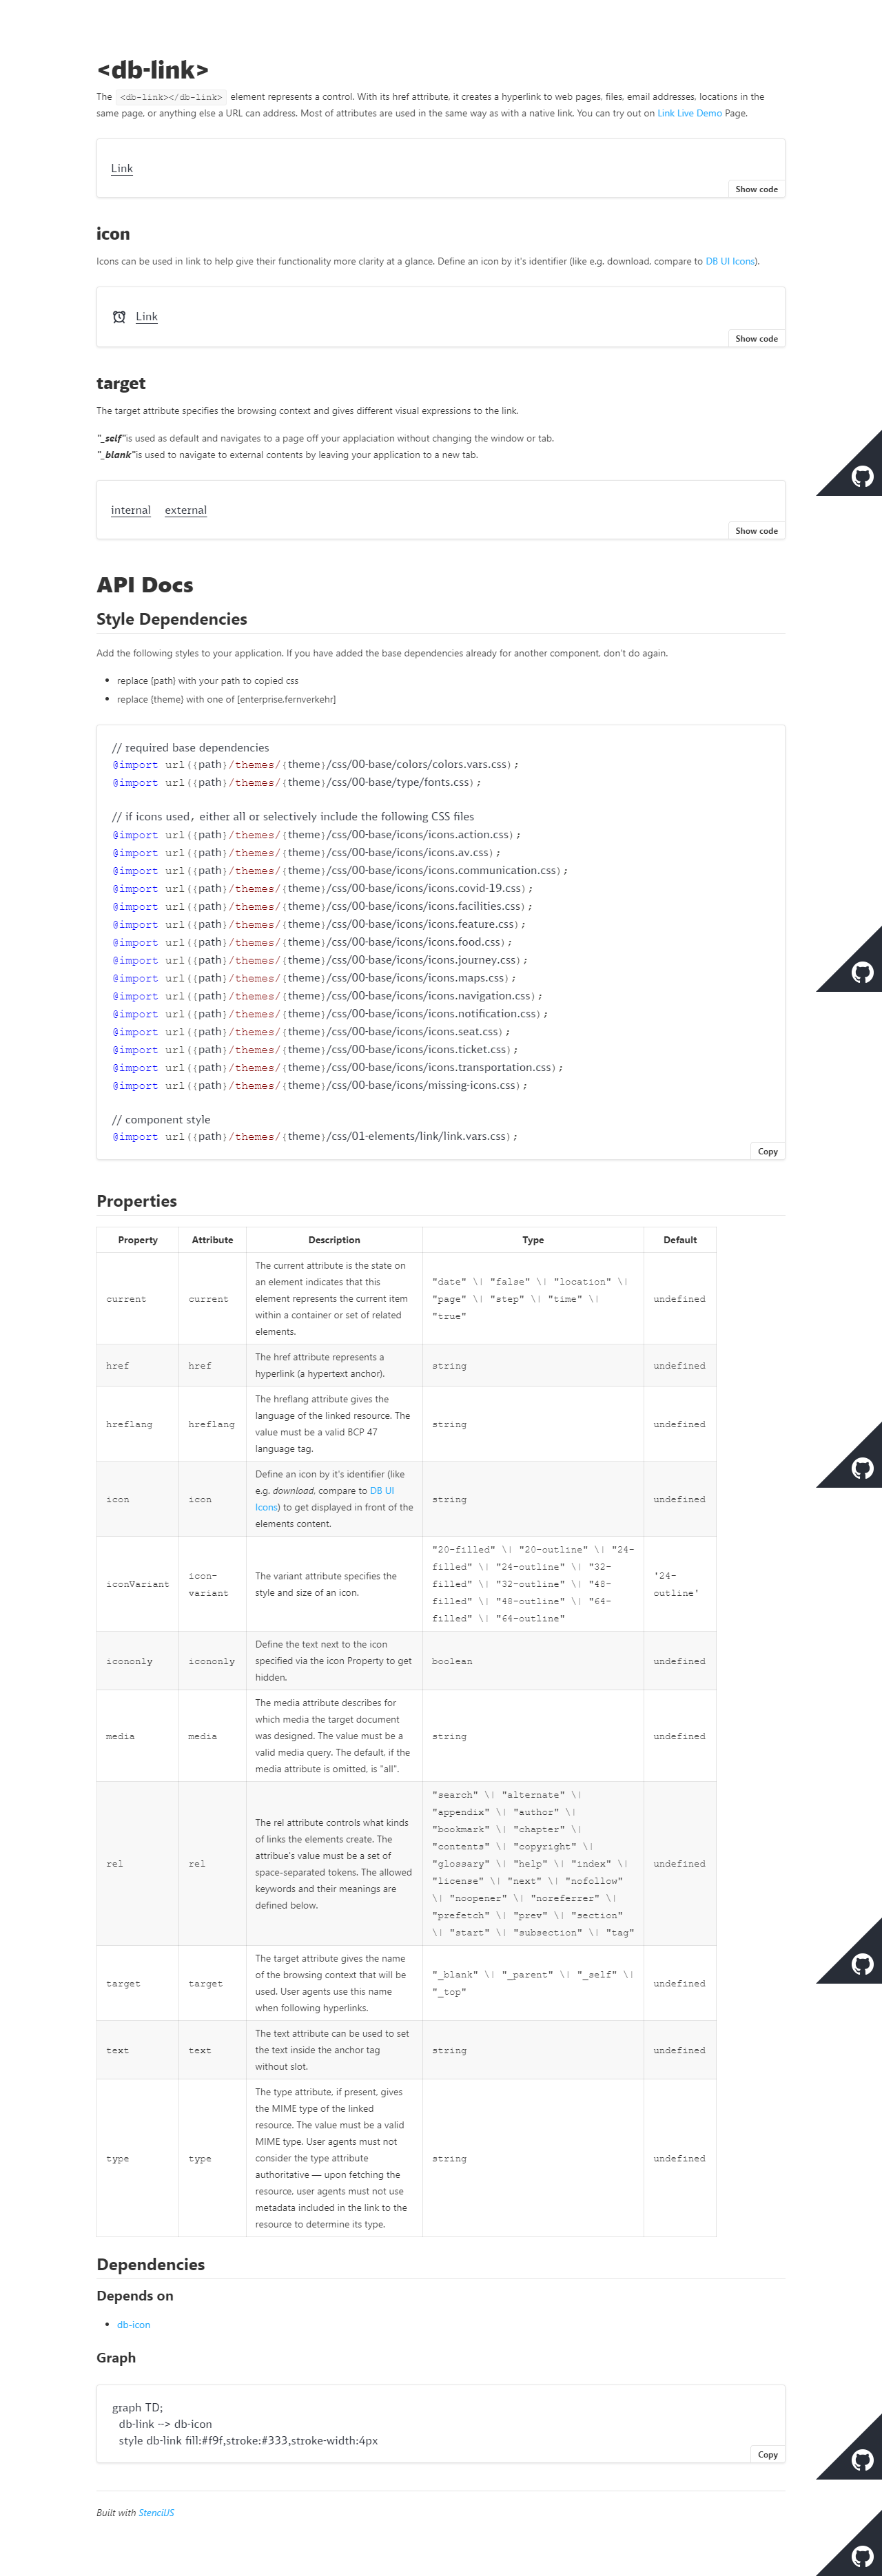 <db-link>
The <db-link></db-link> element represents a control. With its href attribute, it creates a hyperlink to web pages, files, email addresses, locations in the
same page, or anything else a URL can address. Most of attributes are used in the same way as with a native link. You can try out on Link Live Demo Page.
Link
Show code
icon
Icons can be used in link to help give their functionality more clarity at a glance. Define an icon by it's identifier (like e.g. download, compare to DB UI Icons).
Link
Show code
target
The target attribute specifies the browsing context and gives different visual expressions to the link.
"_self"is used as default and navigates to a page off your applaciation without changing the window or tab.
"_blank"is used to navigate to external contents by leaving your application to a new tab.
internal external
Show code
API Docs
Style Dependencies
Add the following styles to your application. If you have added the base dependencies already for another component, don't do again.
• replace {path} with your path to copied css
• replace {theme} with one of [enterprise,fernverkehr]
// required base dependencies
@import url({path}/themes/{theme}/css/00-base/colors/colors.vars.css);
@import url({path}/themes/{theme}/css/00-base/type/fonts.css);
// if icons used, either all or selectively include the following CSS files
@import url({path}/themes/{theme}/css/00-base/icons/icons.action.css);
@import url({path}/themes/{theme}/css/00-base/icons/icons.av.css);
@import url({path}/themes/{theme}/css/00-base/icons/icons.communication.css);
@import url({path}/themes/{theme}/css/00-base/icons/icons.covid-19.css);
@import url({path}/themes/{theme}/css/00-base/icons/icons.facilities.css);
@import url({path}/themes/{theme}/css/00-base/icons/icons.feature.css);
@import url({path}/themes/{theme}/css/00-base/icons/icons.food.css);
@import url({path}/themes/{theme}/css/00-base/icons/icons.journey.css);
@import url({path}/themes/{theme}/css/00-base/icons/icons.maps.css);
@import url({path}/themes/{theme}/css/00-base/icons/icons.navigation.css);
@import url({path}/themes/{theme}/css/00-base/icons/icons.notification.css);
@import url({path}/themes/{theme}/css/00-base/icons/icons.seat.css);
@import url({path}/themes/{theme}/css/00-base/icons/icons.ticket.css);
@import url({path}/themes/{theme}/css/00-base/icons/icons.transportation.css);
@import url({path}/themes/{theme}/css/00-base/icons/missing-icons.css);
// component style
@import url({path}/themes/{theme}/css/01-elements/link/link.vars.css);
Copy
Properties
Property Attribute Description Type Default
current current
The current attribute is the state on
an element indicates that this
element represents the current item
within a container or set of related
elements.
"date" \| "false" \| "location" \|
"page" \| "step" \| "time" \|
"true"
undefined
href href
The href attribute represents a
hyperlink (a hypertext anchor).
string undefined
hreflang hreflang
The hreflang attribute gives the
language of the linked resource. The
value must be a valid BCP 47
language tag.
string undefined
icon icon
Define an icon by it's identifier (like
e.g. download, compare to DB UI
Icons) to get displayed in front of the
elements content.
string undefined
iconVariant
icon-
variant
The variant attribute specifies the
style and size of an icon.
"20-filled" \| "20-outline" \| "24-
filled" \| "24-outline" \| "32-
filled" \| "32-outline" \| "48-
filled" \| "48-outline" \| "64-
filled" \| "64-outline"
'24-
outline'
icononly icononly
Define the text next to the icon
specified via the icon Property to get
hidden.
boolean undefined
media media
The media attribute describes for
which media the target document
was designed. The value must be a
valid media query. The default, if the
media attribute is omitted, is "all".
string undefined
rel rel
The rel attribute controls what kinds
of links the elements create. The
attribue's value must be a set of
space-separated tokens. The allowed
keywords and their meanings are
defined below.
"search" \| "alternate" \|
"appendix" \| "author" \|
"bookmark" \| "chapter" \|
"contents" \| "copyright" \|
"glossary" \| "help" \| "index" \|
"license" \| "next" \| "nofollow"
\| "noopener" \| "noreferrer" \|
"prefetch" \| "prev" \| "section"
\| "start" \| "subsection" \| "tag"
undefined
target target
The target attribute gives the name
of the browsing context that will be
used. User agents use this name
when following hyperlinks.
"_blank" \| "_parent" \| "_self" \|
"_top"
undefined
text text
The text attribute can be used to set
the text inside the anchor tag
without slot.
string undefined
type type
The type attribute, if present, gives
the MIME type of the linked
resource. The value must be a valid
MIME type. User agents must not
consider the type attribute
authoritative — upon fetching the
resource, user agents must not use
metadata included in the link to the
resource to determine its type.
string undefined
Dependencies
Depends on
• db-icon
Graph
graph TD;
db-link --> db-icon
style db-link fill:#f9f,stroke:#333,stroke-width:4px
Copy
Built with StencilJS